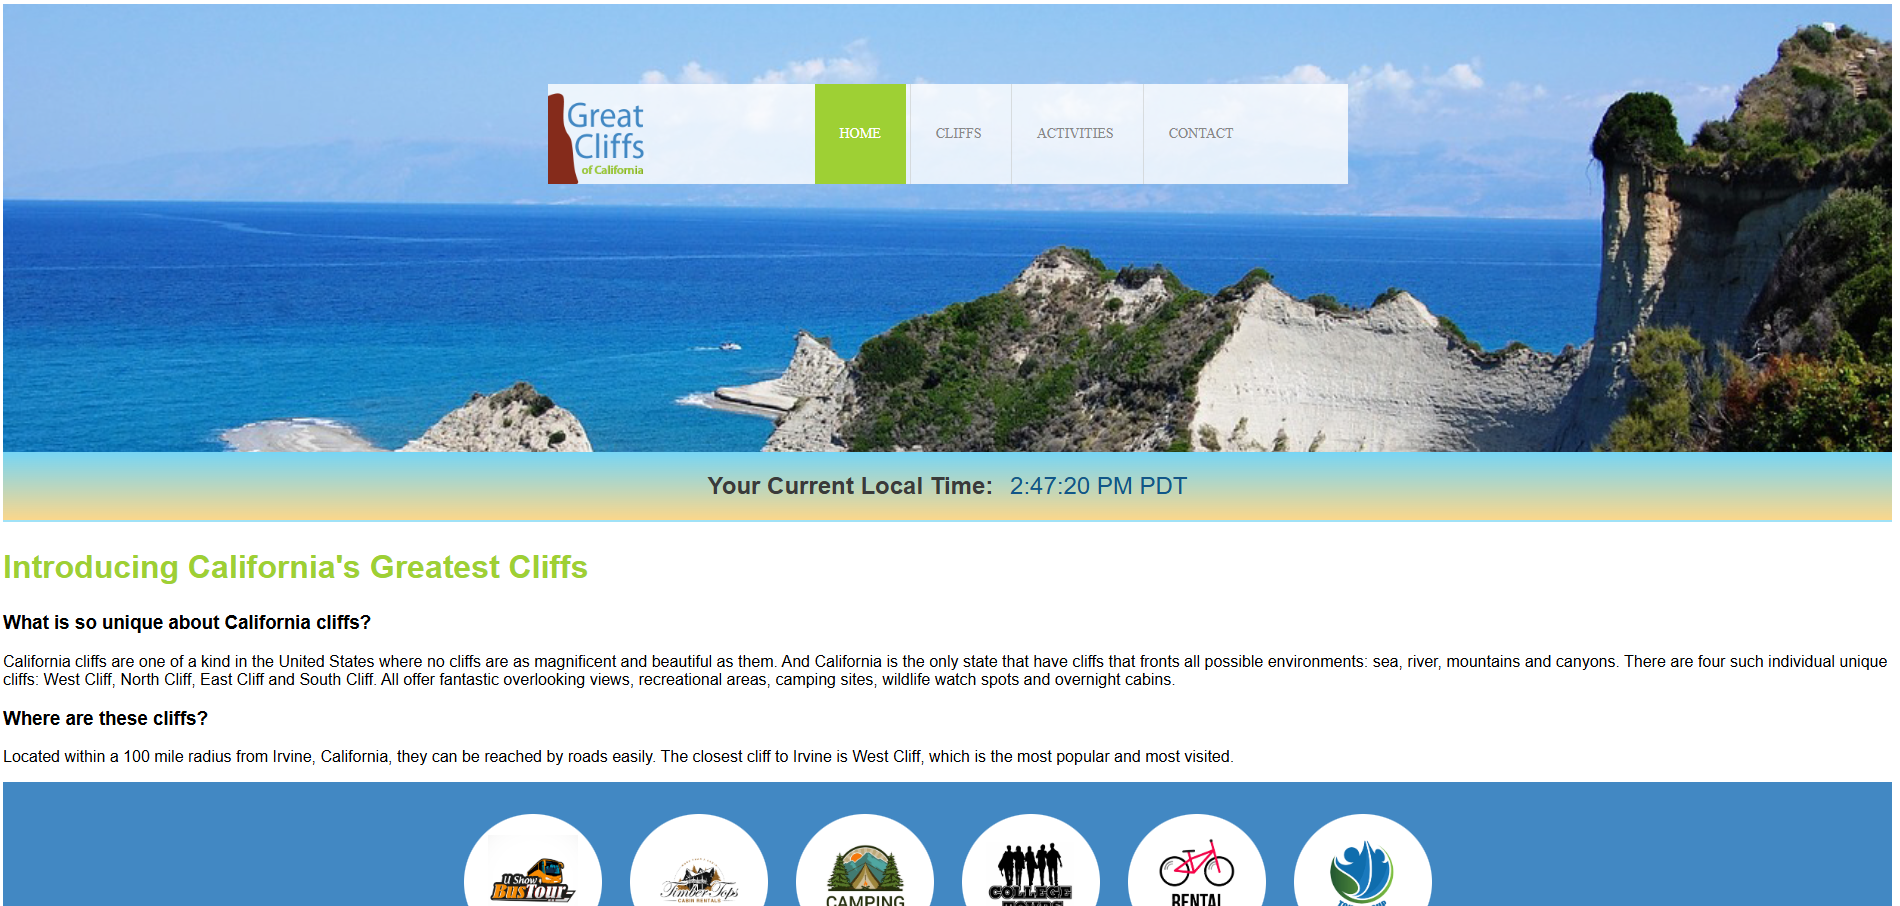 Great
Cliffs
of California
HOME
CLIFFS
ACTIVITIES
CONTACT
Your Current Local Time: 2:47:20 PM PDT
Introducing California's Greatest Cliffs
What is so unique about California cliffs?
California cliffs are one of a kind in the United States where no cliffs are as magnificent and beautiful as them. And California is the only state that have cliffs that fronts all possible environments: sea, river, mountains and canyons. There are four such individual unique
cliffs: West Cliff, North Cliff, East Cliff and South Cliff. All offer fantastic overlooking views, recreational areas, camping sites, wildlife watch spots and overnight cabins.
Where are these cliffs?
Located within a 100 mile radius from Irvine, California, they can be reached by roads easily. The closest cliff to Irvine is West Cliff, which is the most popular and most visited.
U Show
BusTour
Timber Tops
CABIN RENTALS
CAMPING
COLLEGE
TOURS
RENTAL